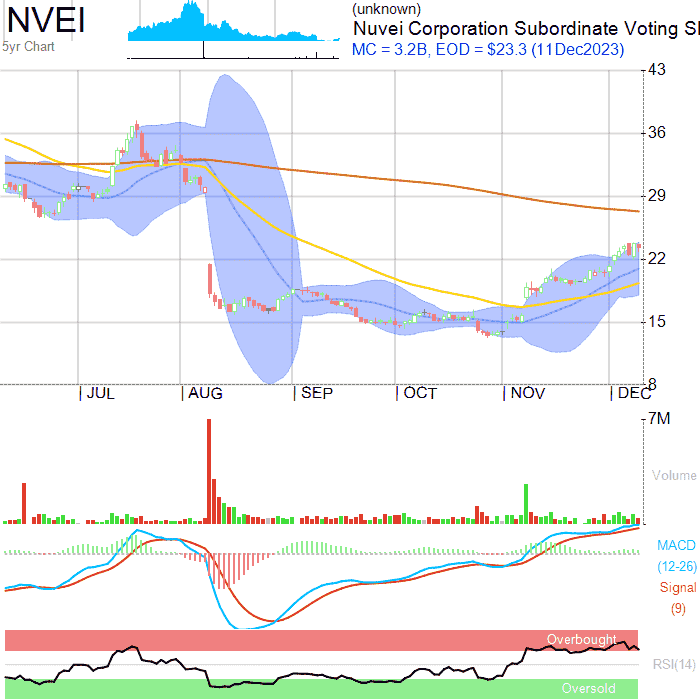 NVEI
5yr Chart
(unknown)
Nuvei Corporation Subordinate Voting Sl
MC = 3.2B, EOD = $23.3 (11Dec2023)
43
36
29
22
15
8
JUL
AUG
SEP
OCT
NOV
DEC
7M
Volume
MACD
(12-26)
Signal
(9)
Overbought
RSI(14)
Oversold